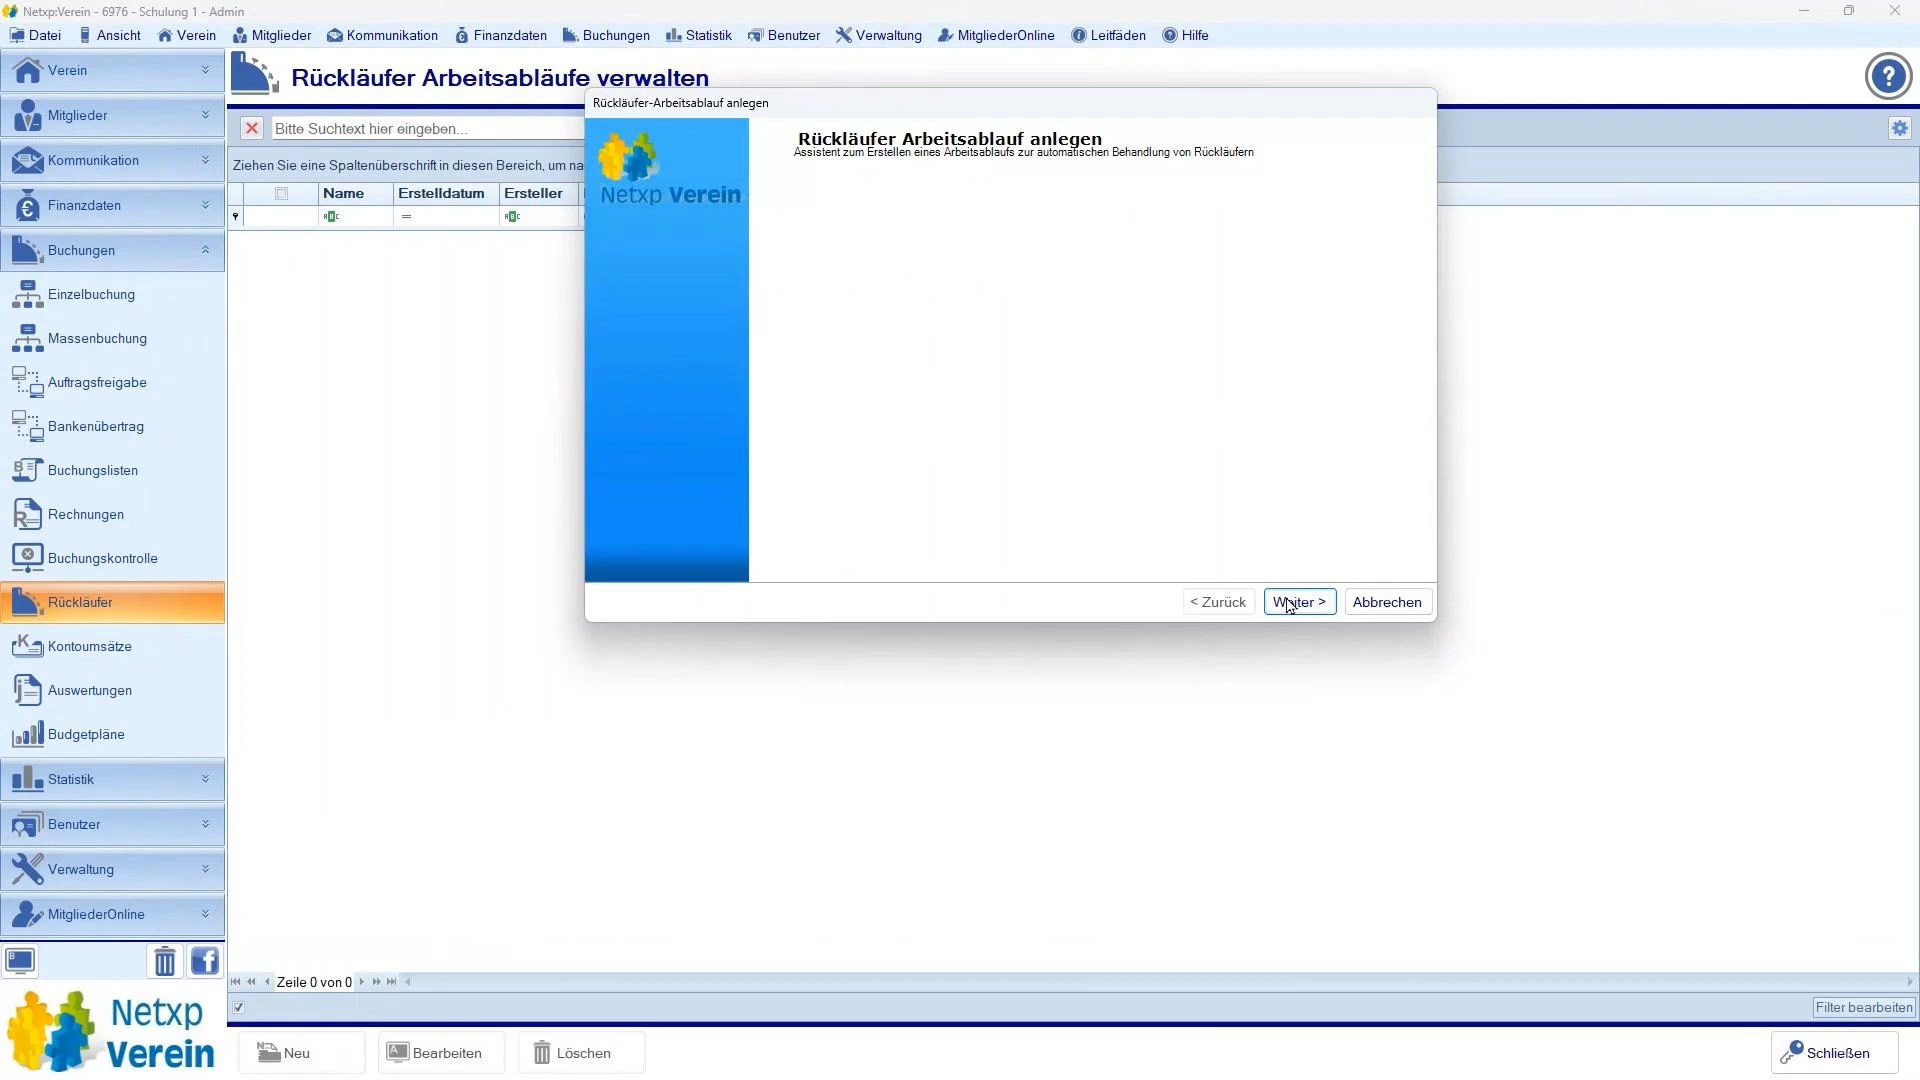 Netxp:Verein - 6976 - Schulung 1 - Admin
Datei Ansicht Verein Mitglieder Kommunikation Finanzdaten Buchungen Statistik Benutzer Verwaltung MitgliederOnline Leitfäden Hilfe
Verein
Mitglieder
Kommunikation
Finanzdaten
Buchungen
Einzelbuchung
Massenbuchung
Auftragsfreigabe
Bankenübertrag
Buchungslisten
Rechnungen
Buchungskontrolle
Rückläufer
Kontoumsätze
Auswertungen
Budgetpläne
Statistik
Benutzer
Verwaltung
MitgliederOnline
Netxp
Verein
Rückläufer Arbeitsabläufe verwalten
Bitte Suchtext hier eingeben...
Ziehen Sie eine Spaltenüberschrift in diesen Bereich, um na
Name Erstelldatum Ersteller
Rückläufer-Arbeitsablauf anlegen
Netxp Verein
Rückläufer Arbeitsablauf anlegen
Assistent zum Erstellen eines Arbeitsablaufs zur automatischen Behandlung von Rückläufern
< Zurück Weiter > Abbrechen
Zeile 0 von 0
Filter bearbeiten
Neu Bearbeiten Löschen Schließen